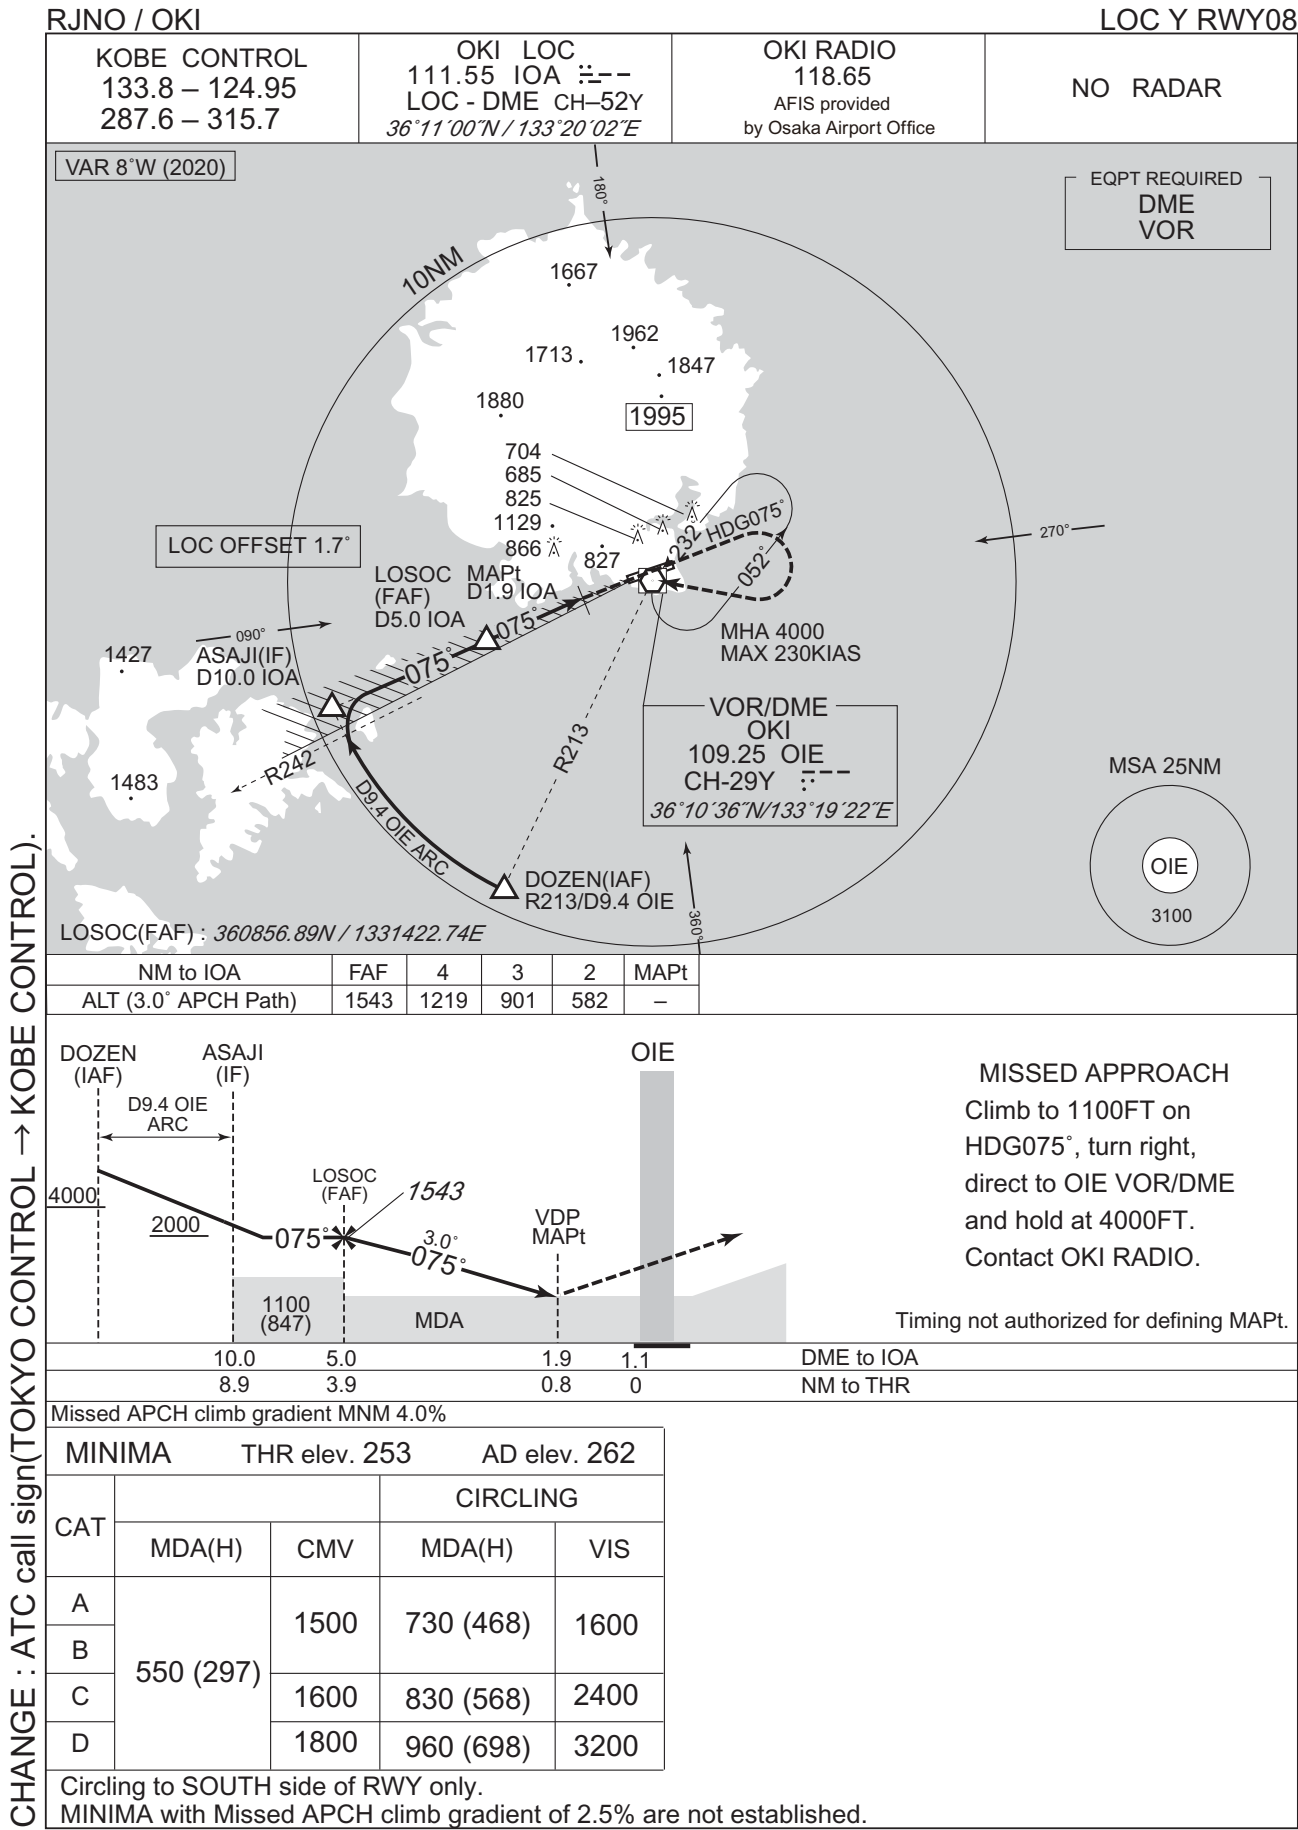 RJNO / OKI
LOC Y RWY08
KOBE CONTROL
133.8 – 124.95
287.6 – 315.7
OKI LOC
111.55 IOA
LOC - DME CH–52Y
36°11′00″N / 133°20′02″E
OKI RADIO
118.65
AFIS provided
by Osaka Airport Office
NO RADAR
VAR 8°W (2020)
180°
EQPT REQUIRED
DME
VOR
10NM
1667
1962
1713
1847
1880
1995
704
685
825
1129
866
827
232°
HDG075°
052°
270°
LOC OFFSET 1.7°
LOSOC
(FAF)
D5.0 IOA
MAPt
D1.9 IOA
075°
075°
090°
ASAJI(IF)
D10.0 IOA
1427
MHA 4000
MAX 230KIAS
VOR/DME
OKI
109.25 OIE
CH-29Y
36°10′36″N/133°19′22″E
R213
R242
1483
D9.4 OIE ARC
DOZEN(IAF)
R213/D9.4 OIE
360°
MSA 25NM
OIE
3100
LOSOC(FAF) : 360856.89N / 1331422.74E
NM to IOA FAF 4 3 2 MAPt
ALT (3.0° APCH Path) 1543 1219 901 582 –
DOZEN
(IAF)
ASAJI
(IF)
D9.4 OIE
ARC
LOSOC
(FAF)
1543
4000
2000
075°
3.0°
075°
VDP
MAPt
OIE
1100
(847)
MDA
MISSED APPROACH
Climb to 1100FT on
HDG075°, turn right,
direct to OIE VOR/DME
and hold at 4000FT.
Contact OKI RADIO.
Timing not authorized for defining MAPt.
10.0 5.0 1.9 1.1 DME to IOA
8.9 3.9 0.8 0 NM to THR
Missed APCH climb gradient MNM 4.0%
MINIMA THR elev. 253 AD elev. 262
CAT
CIRCLING
MDA(H) CMV MDA(H) VIS
A
B
C
D
550 (297)
1500 730 (468) 1600
1600 830 (568) 2400
1800 960 (698) 3200
Circling to SOUTH side of RWY only.
MINIMA with Missed APCH climb gradient of 2.5% are not established.
CHANGE : ATC call sign(TOKYO CONTROL → KOBE CONTROL).